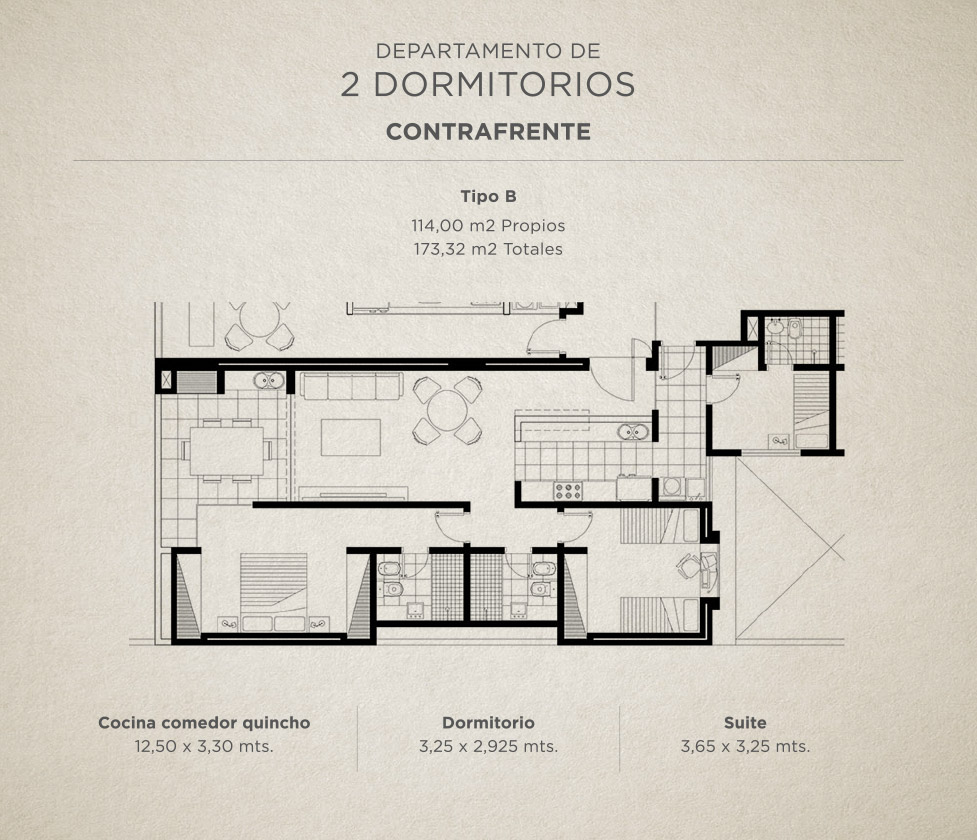 DEPARTAMENTO DE
2 DORMITORIOS
CONTRAFRENTE
Tipo B
114,00 m2 Propios
173,32 m2 Totales
Cocina comedor quincho
12,50 x 3,30 mts.
Dormitorio
3,25 x 2,925 mts.
Suite
3,65 x 3,25 mts.